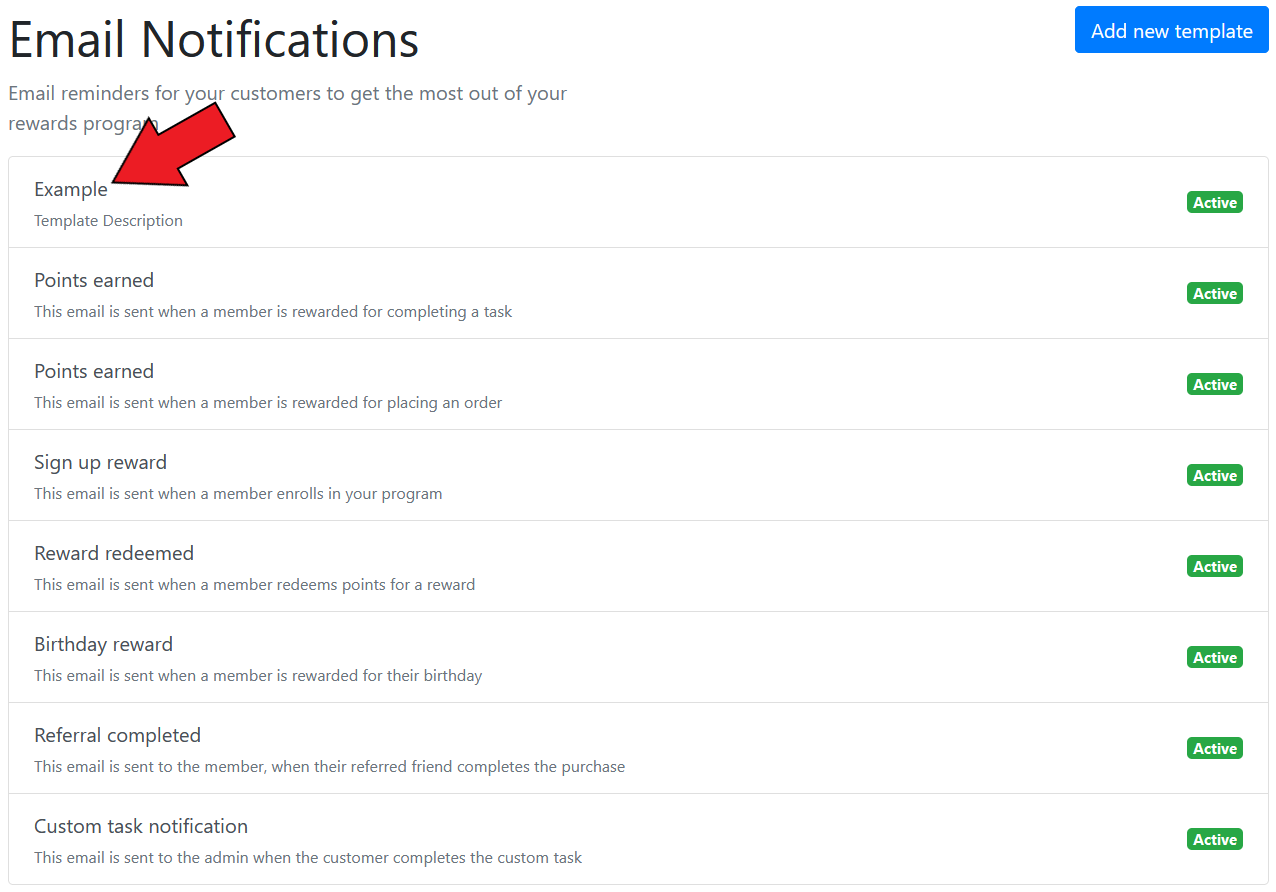 Email Notifications
Add new template
Email reminders for your customers to get the most out of your
rewards program
Example
Template Description
Active
Points earned
This email is sent when a member is rewarded for completing a task
Active
Points earned
This email is sent when a member is rewarded for placing an order
Active
Sign up reward
This email is sent when a member enrolls in your program
Active
Reward redeemed
This email is sent when a member redeems points for a reward
Active
Birthday reward
This email is sent when a member is rewarded for their birthday
Active
Referral completed
This email is sent to the member, when their referred friend completes the purchase
Active
Custom task notification
This email is sent to the admin when the customer completes the custom task
Active